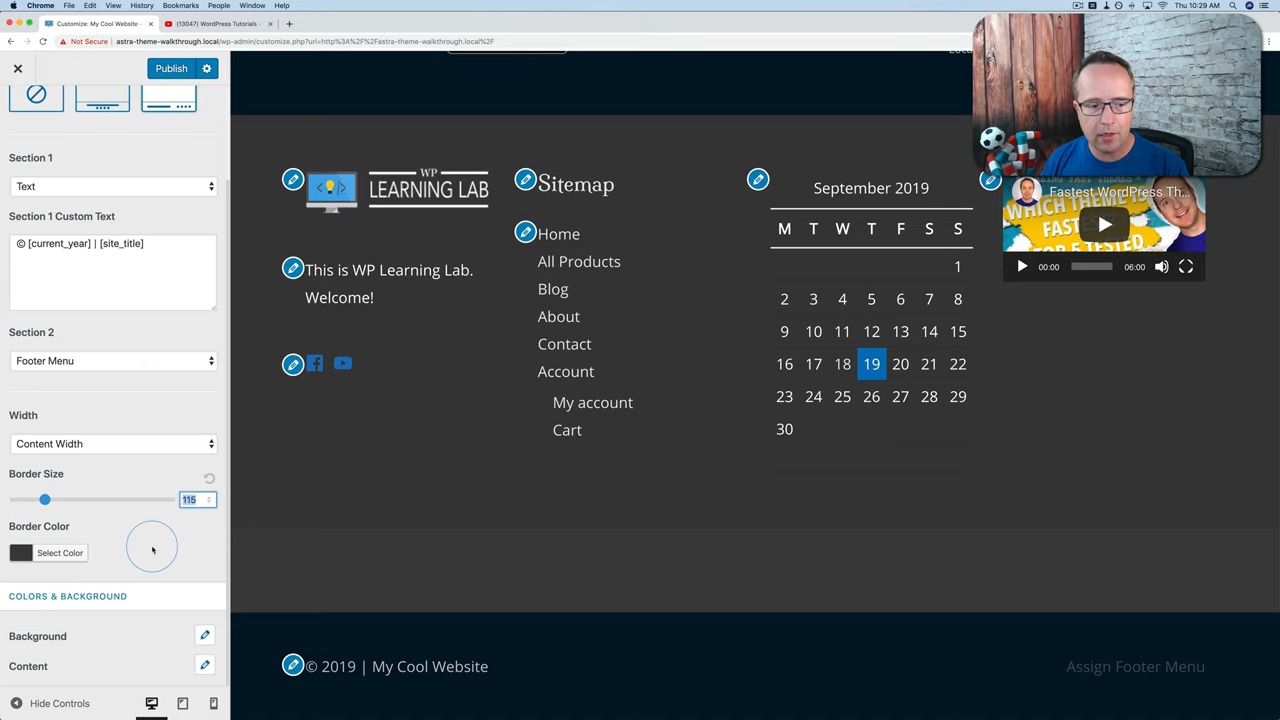 Chrome File Edit View History Bookmarks People Window Help
Thu 10:29 AM
Customize: My Cool Website -
(13047) WordPress Tutorials -
Not Secure astra-theme-walkthrough.local/wp-admin/customize.php?url=http%3A%2F%2Fastra-theme-walkthrough.local%2F
Publish
Section 1
Text
Section 1 Custom Text
© [current_year] | [site_title]
Section 2
Footer Menu
Width
Content Width
Border Size
115
Border Color
Select Color
COLORS & BACKGROUND
Background
Content
Hide Controls
WP
LEARNING LAB
This is WP Learning Lab.
Welcome!
Sitemap
Home
All Products
Blog
About
Contact
Account
My account
Cart
September 2019
M T W T F S S
1
2 3 4 5 6 7 8
9 10 11 12 13 14 15
16 17 18 19 20 21 22
23 24 25 26 27 28 29
30
Fastest WordPress Th...
WHICH THEME IS
FASTES
OF 5 TESTED
00:00 06:00
© 2019 | My Cool Website
Assign Footer Menu